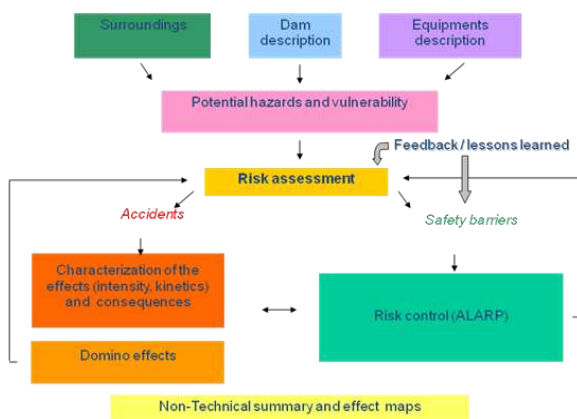 Surroundings
Dam
description
Equipments
description
Potential hazards and vulnerability
Feedback / lessons learned
Risk assessment
Accidents
Safety barriers
Characterization of the
effects (intensity, kinetics)
and consequences
Risk control (ALARP)
Domino effects
Non-Technical summary and effect maps